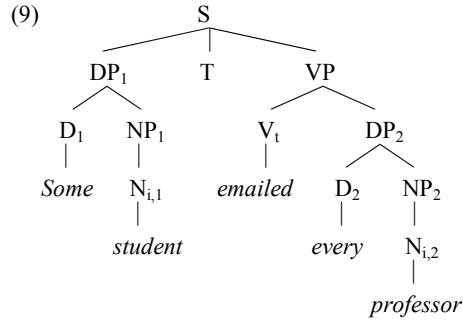 (9) S
DP₁ T VP
D₁ NP₁ Vₜ DP₂
Some Nᵢ,₁ emailed D₂ NP₂
student every Nᵢ,₂
professor